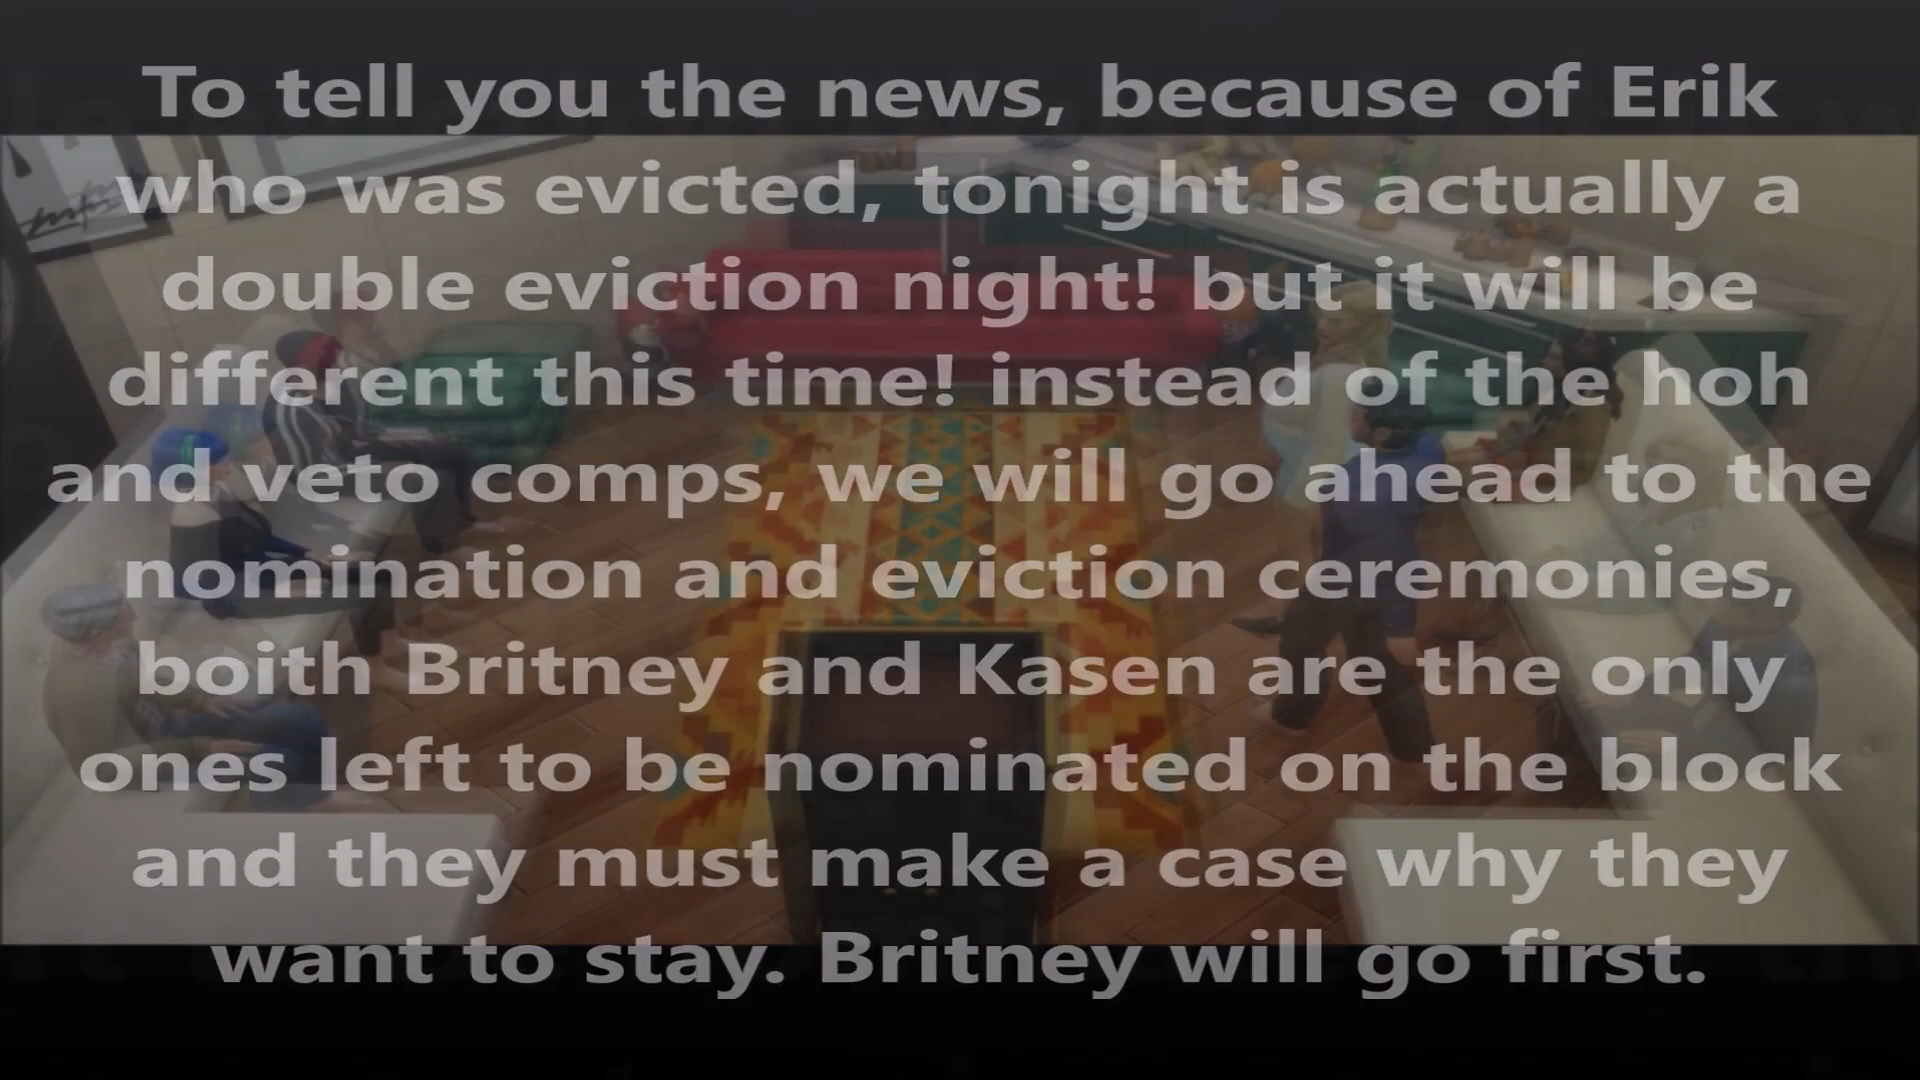 To tell you the news, because of Erik
who was evicted, tonight is actually a
double eviction night! but it will be
different this time! instead of the hoh
and veto comps, we will go ahead to the
nomination and eviction ceremonies,
boith Britney and Kasen are the only
ones left to be nominated on the block
and they must make a case why they
want to stay. Britney will go first.